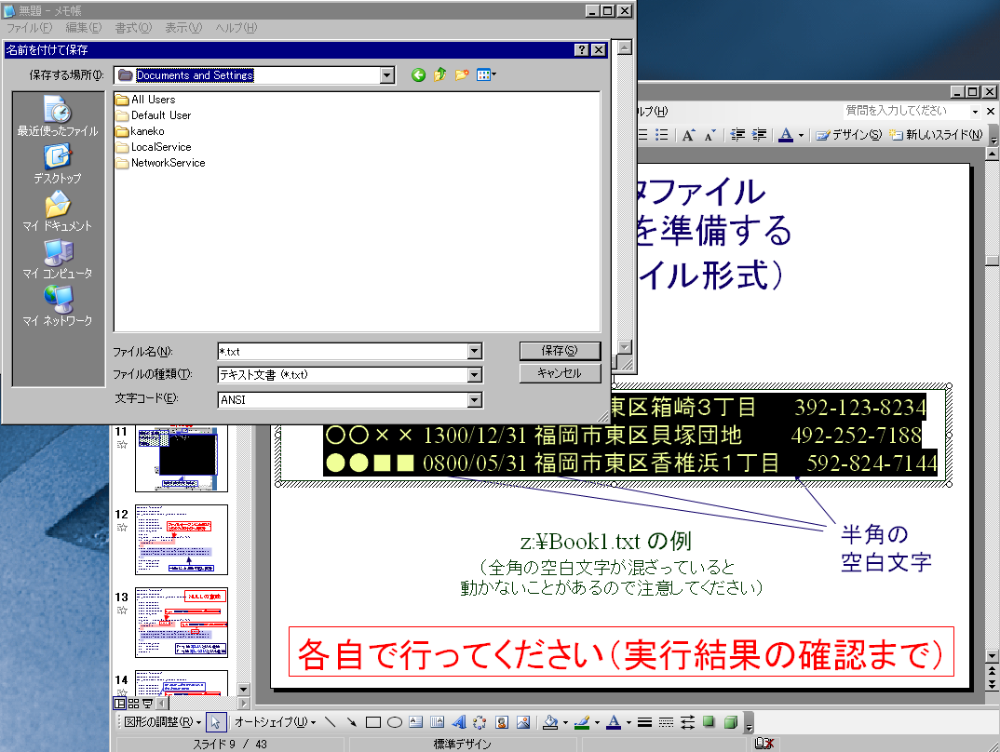 無題 - メモ帳
ファイル(F) 編集(E) 書式(O) 表示(V) ヘルプ(H)
名前を付けて保存
保存する場所(I): Documents and Settings
All Users
Default User
kaneko
LocalService
NetworkService
最近使ったファイル
デスクトップ
マイ ドキュメント
マイ コンピュータ
マイ ネットワーク
ファイル名(N): *.txt 保存(S)
ファイルの種類(T): テキスト文書 (*.txt) キャンセル
文字コード(E): ANSI
ルプ(H) 質問を入力してください
デザイン(S) 新しいスライド(N)
タファイル
を準備する
イル形式)
東区箱崎3丁目 392-123-8234
○○×× 1300/12/31 福岡市東区貝塚団地 492-252-7188
●●■■ 0800/05/31 福岡市東区香椎浜1丁目 592-824-7144
半角の
空白文字
z:¥Book1.txt の例
(全角の空白文字が混ざっていると
動かないことがあるので注意してください)
各自で行ってください(実行結果の確認まで)
11
12
13
14
図形の調整(R) オートシェイプ(U)
スライド 9 / 43 標準デザイン